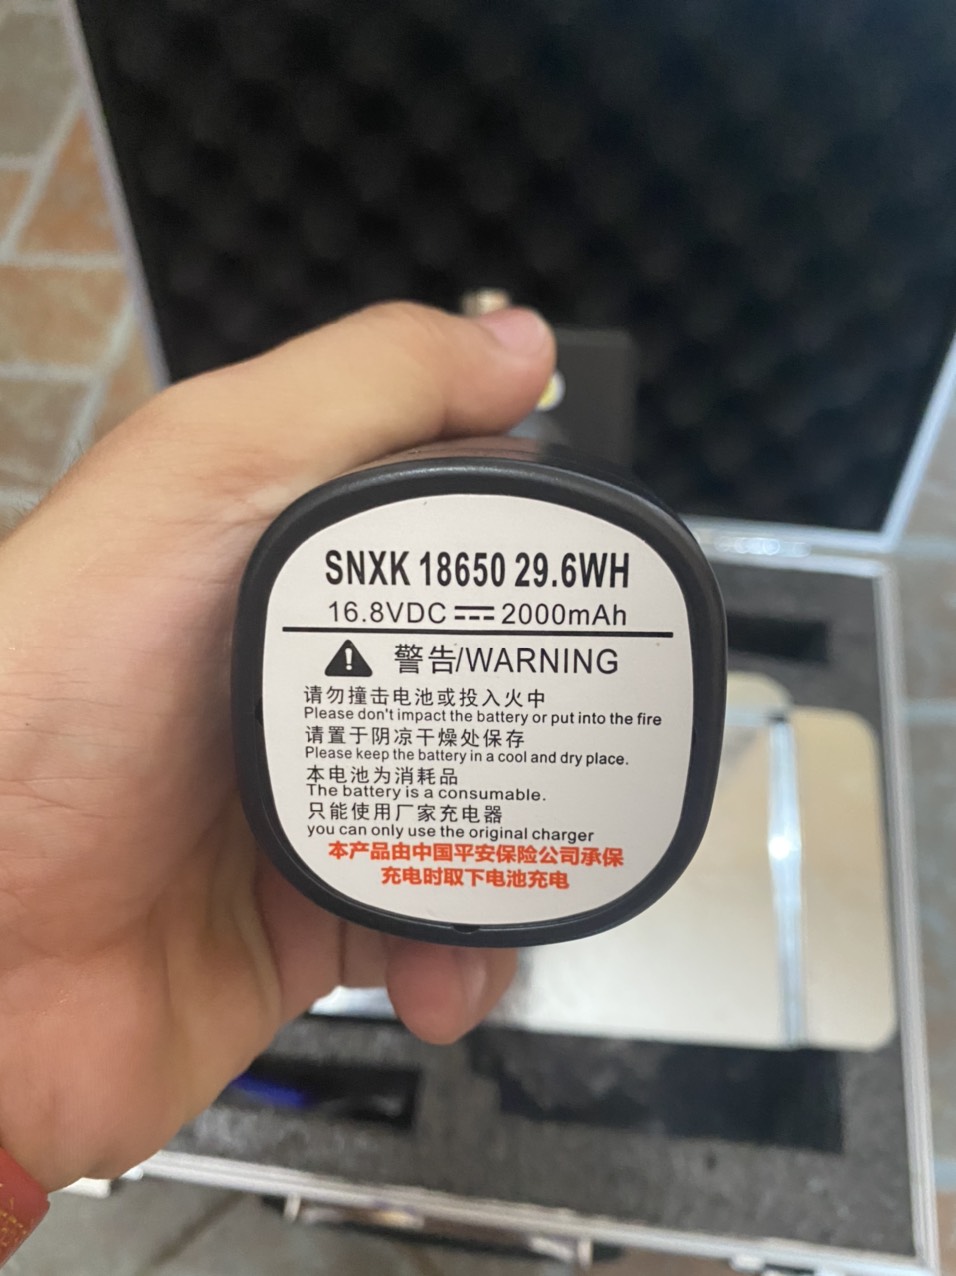 SNXK 18650 29.6WH
16.8VDC ⎓ 2000mAh
警告/WARNING
请勿撞击电池或投入火中
Please don't impact the battery or put into the fire
请置于阴凉干燥处保存
Please keep the battery in a cool and dry place.
本电池为消耗品
The battery is a consumable.
只能使用厂家充电器
you can only use the original charger
本产品由中国平安保险公司承保
充电时取下电池充电